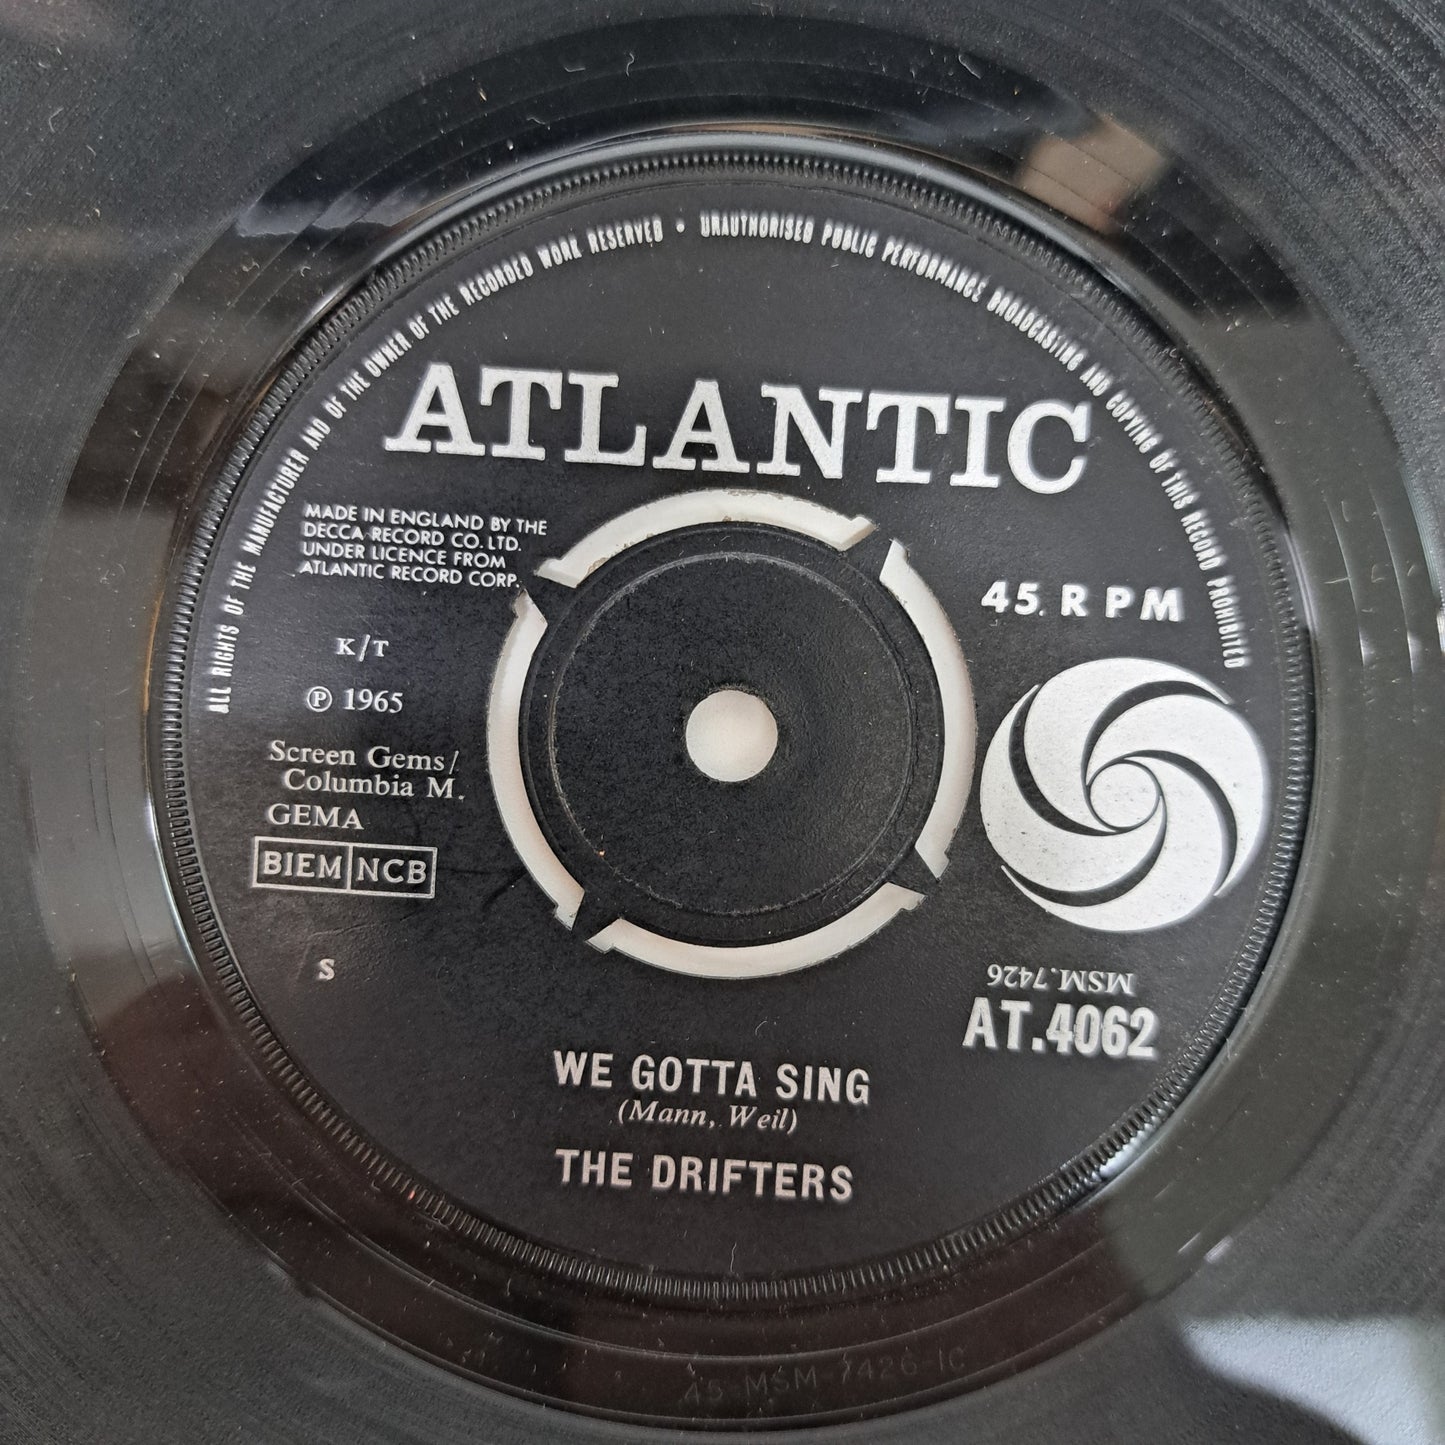 ALL RIGHTS OF THE MANUFACTURER AND OF THE OWNER OF THE RECORDED WORK RESERVED • UNAUTHORISED PUBLIC PERFORMANCE BROADCASTING AND COPYING OF THIS RECORD PROHIBITED
ATLANTIC
MADE IN ENGLAND BY THE
DECCA RECORD CO. LTD.
UNDER LICENCE FROM
ATLANTIC RECORD CORP.
45. RPM
K/T
℗ 1965
Screen Gems/
Columbia M.
GEMA
BIEM NCB
S
MSM.7426
AT.4062
WE GOTTA SING
(Mann, Weil)
THE DRIFTERS
45-MSM-7426-1C